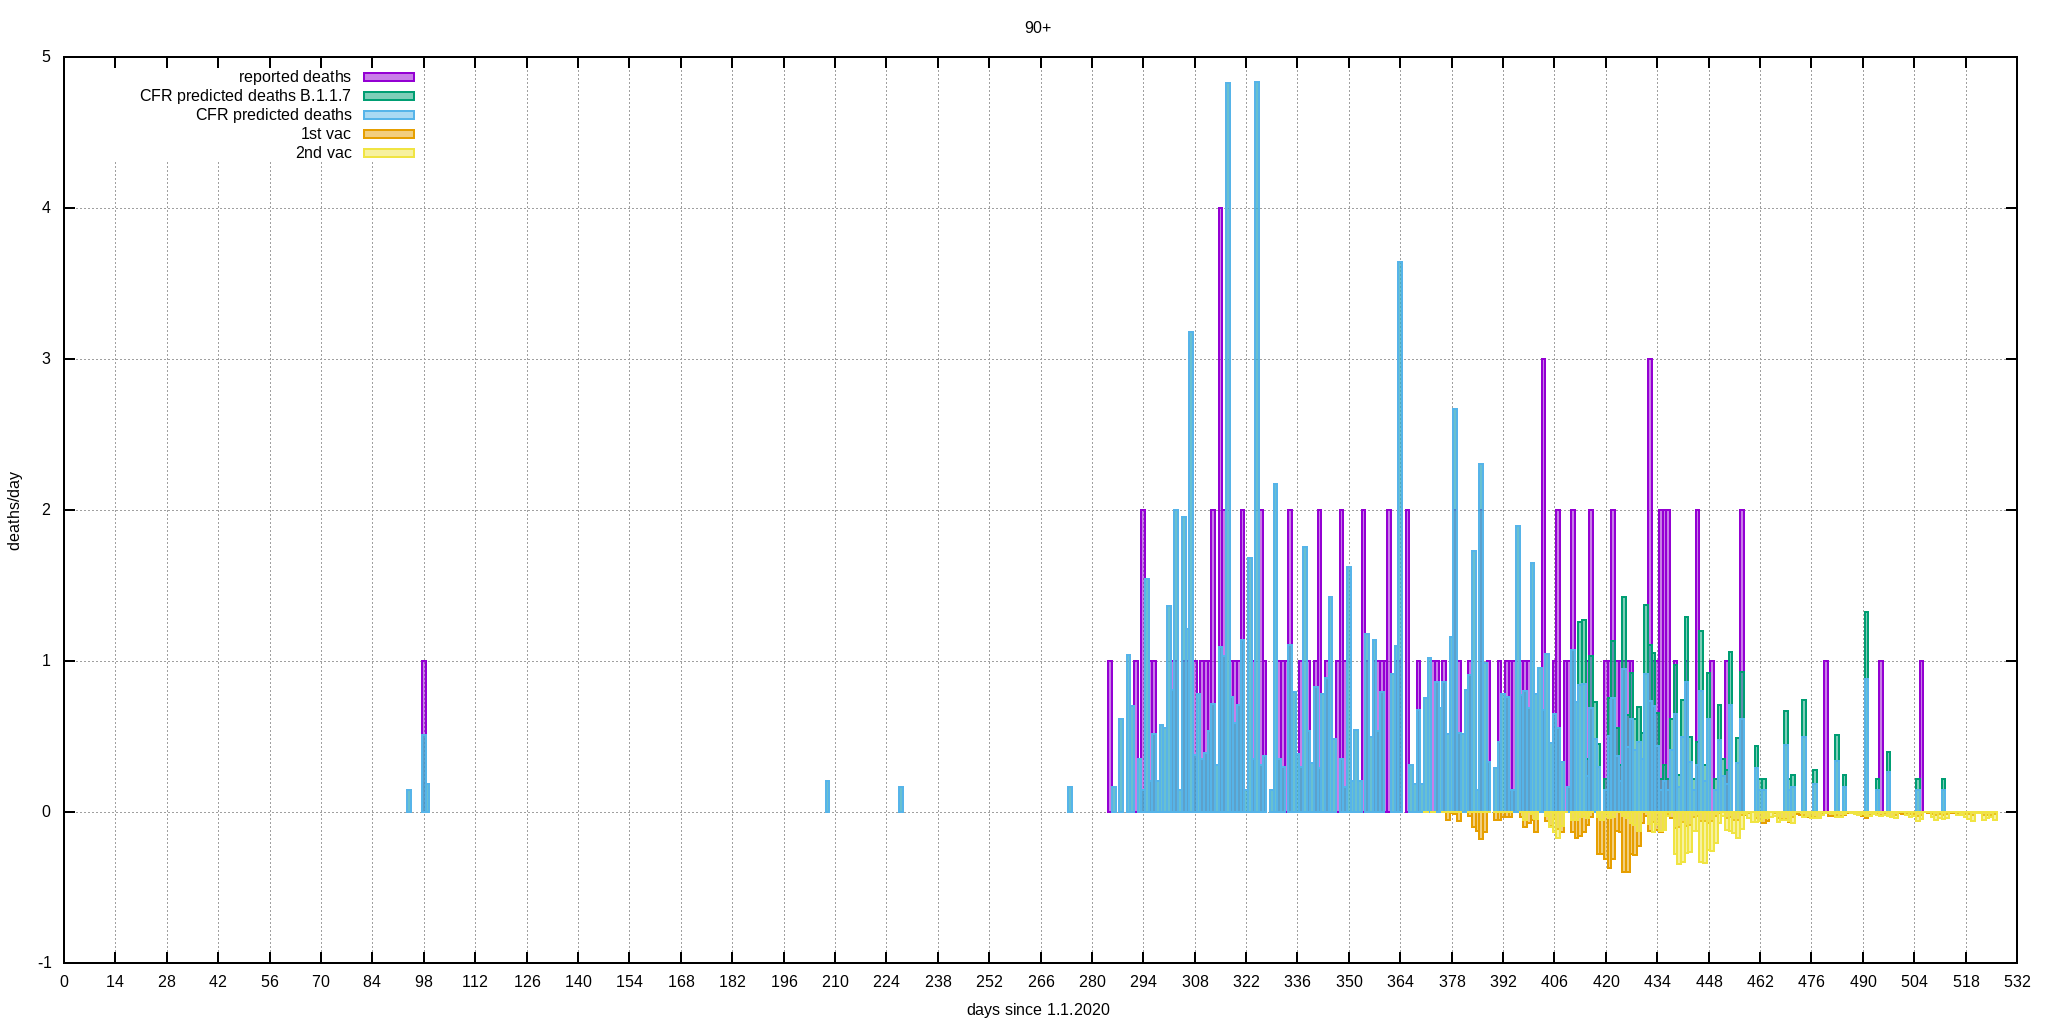 90+
5
reported deaths
CFR predicted deaths B.1.1.7
CFR predicted deaths
1st vac
2nd vac
4
3
deaths/day
2
1
0
-1
0 14 28 42 56 70 84 98 112 126 140 154 168 182 196 210 224 238 252 266 280 294 308 322 336 350 364 378 392 406 420 434 448 462 476 490 504 518 532
days since 1.1.2020